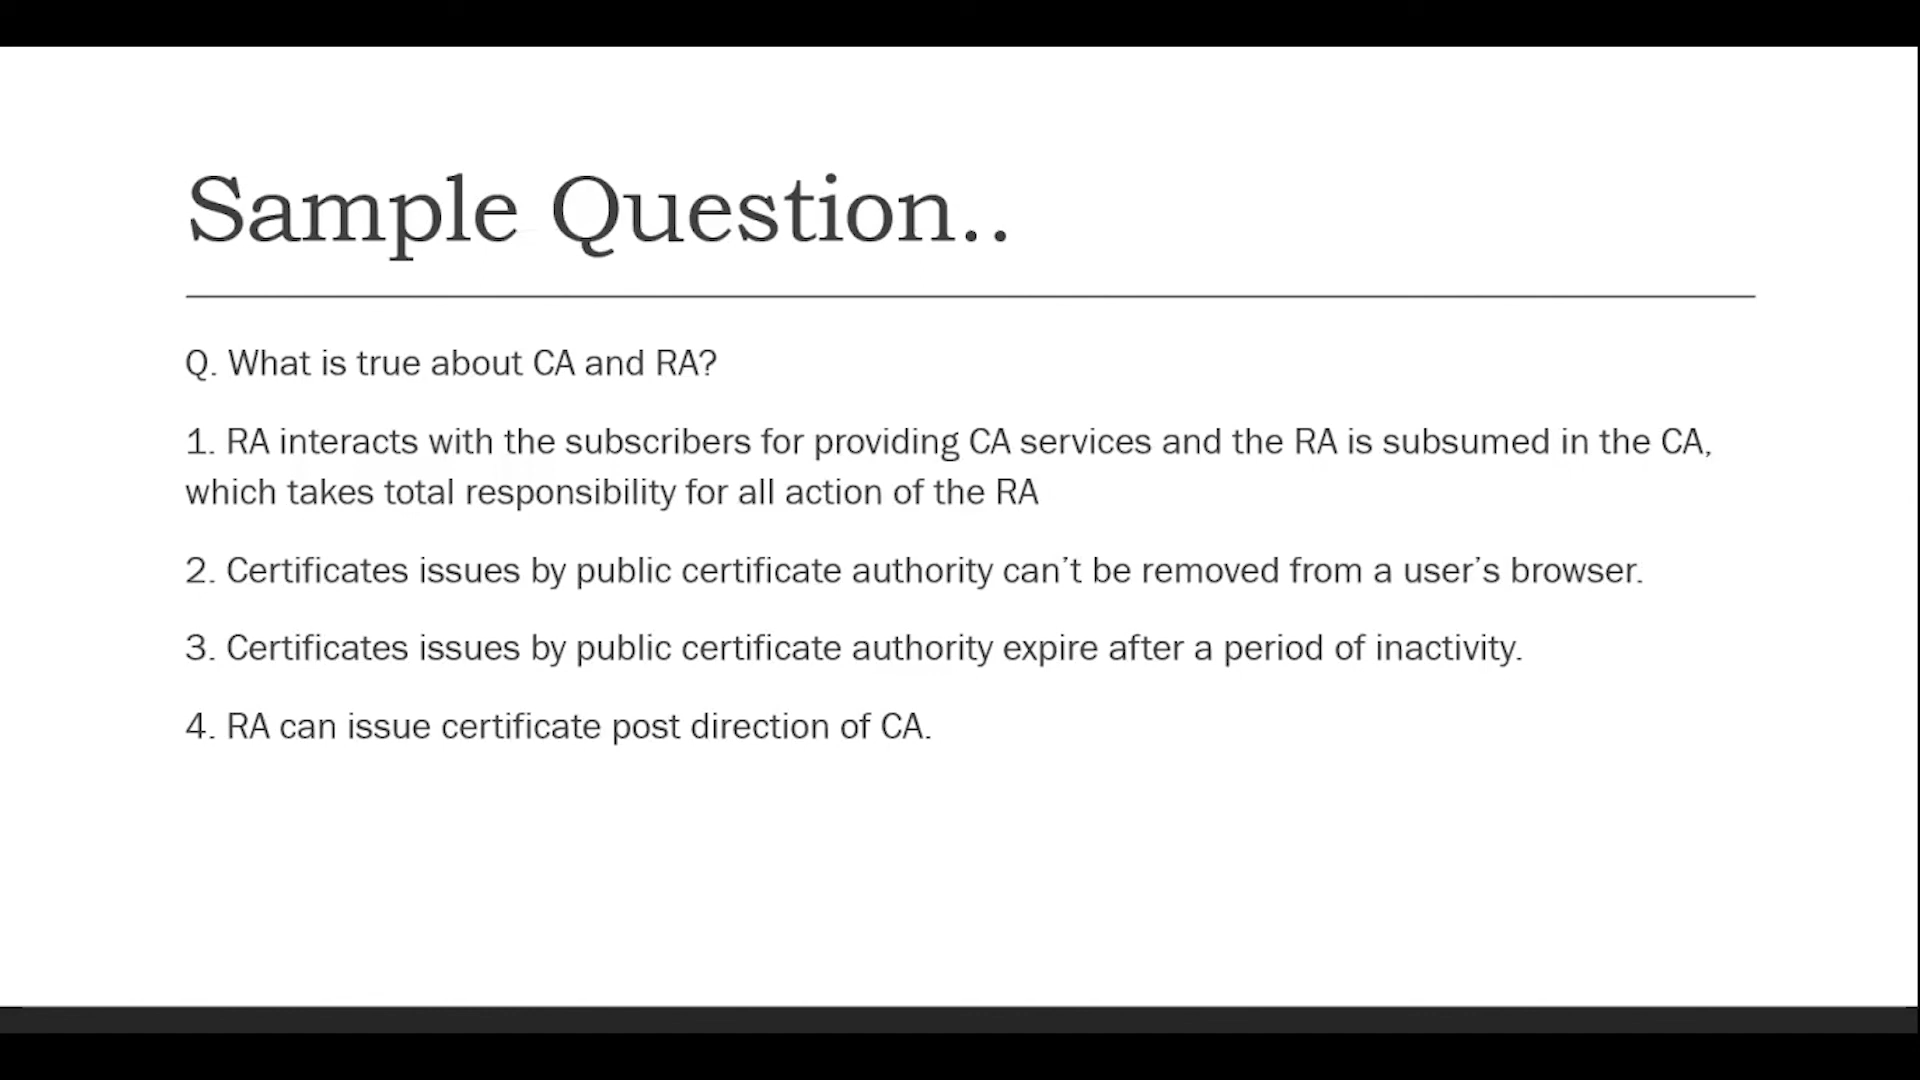 Sample Question..
Q. What is true about CA and RA?
1. RA interacts with the subscribers for providing CA services and the RA is subsumed in the CA,
which takes total responsibility for all action of the RA
2. Certificates issues by public certificate authority can’t be removed from a user’s browser.
3. Certificates issues by public certificate authority expire after a period of inactivity.
4. RA can issue certificate post direction of CA.